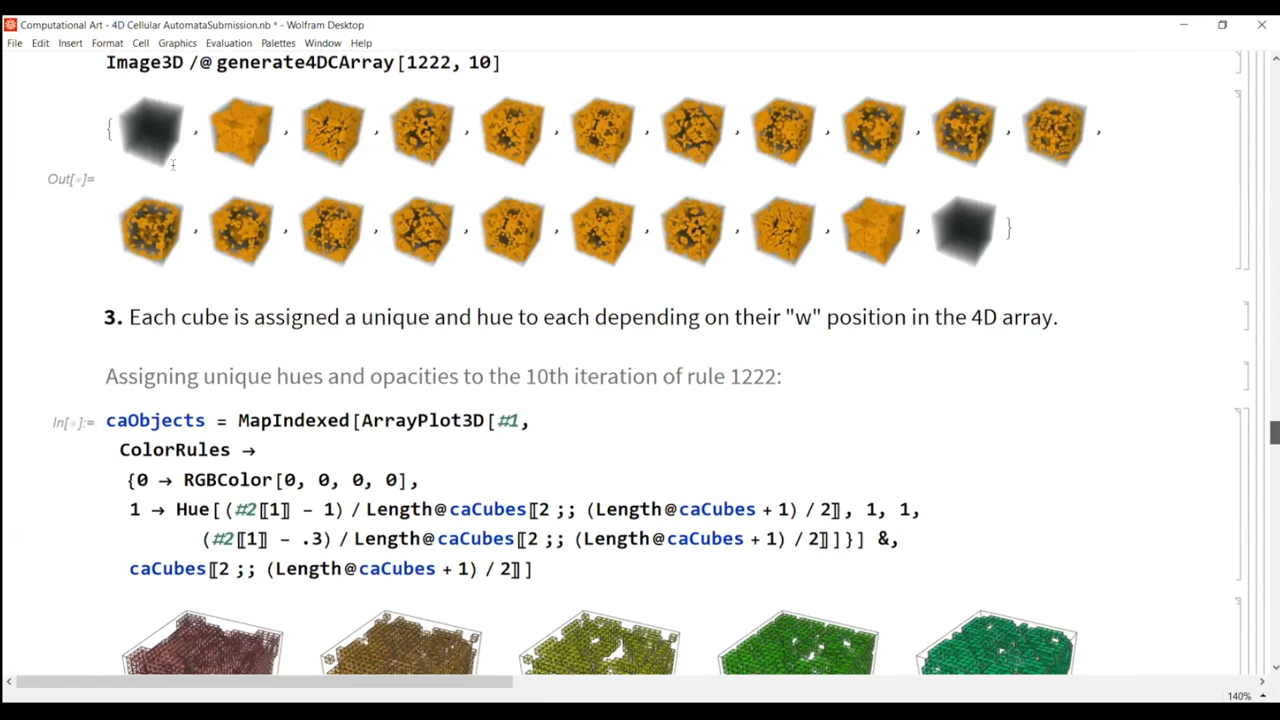 Computational Art - 4D Cellular AutomataSubmission.nb * - Wolfram Desktop
File Edit Insert Format Cell Graphics Evaluation Palettes Window Help
Image3D /@ generate4DCArray[1222, 10]
{ , , , , , , , , , , ,
Out[ ]=
, , , , , , , , , }
3. Each cube is assigned a unique and hue to each depending on their "w" position in the 4D array.
Assigning unique hues and opacities to the 10th iteration of rule 1222:
In[ ]:= caObjects = MapIndexed[ArrayPlot3D[#1,
ColorRules →
{0 → RGBColor[0, 0, 0, 0],
1 → Hue[(#2〚1〛 - 1) / Length@caCubes〚2 ;; (Length@caCubes + 1) / 2〛, 1, 1,
(#2〚1〛 - .3) / Length@caCubes〚2 ;; (Length@caCubes + 1) / 2〛]}] &,
caCubes〚2 ;; (Length@caCubes + 1) / 2〛]
140%